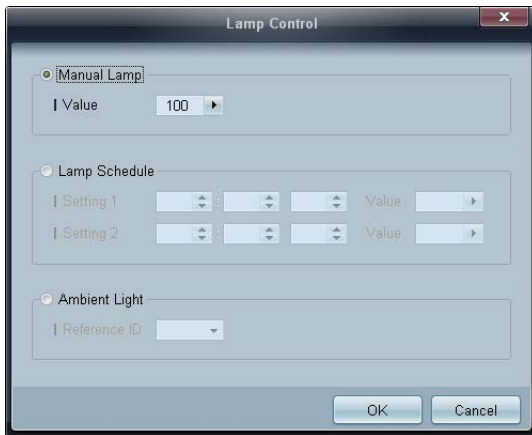 Lamp Control
Manual Lamp
Value 100
Lamp Schedule
Setting 1 : Value
Setting 2 : Value
Ambient Light
Reference ID
OK Cancel